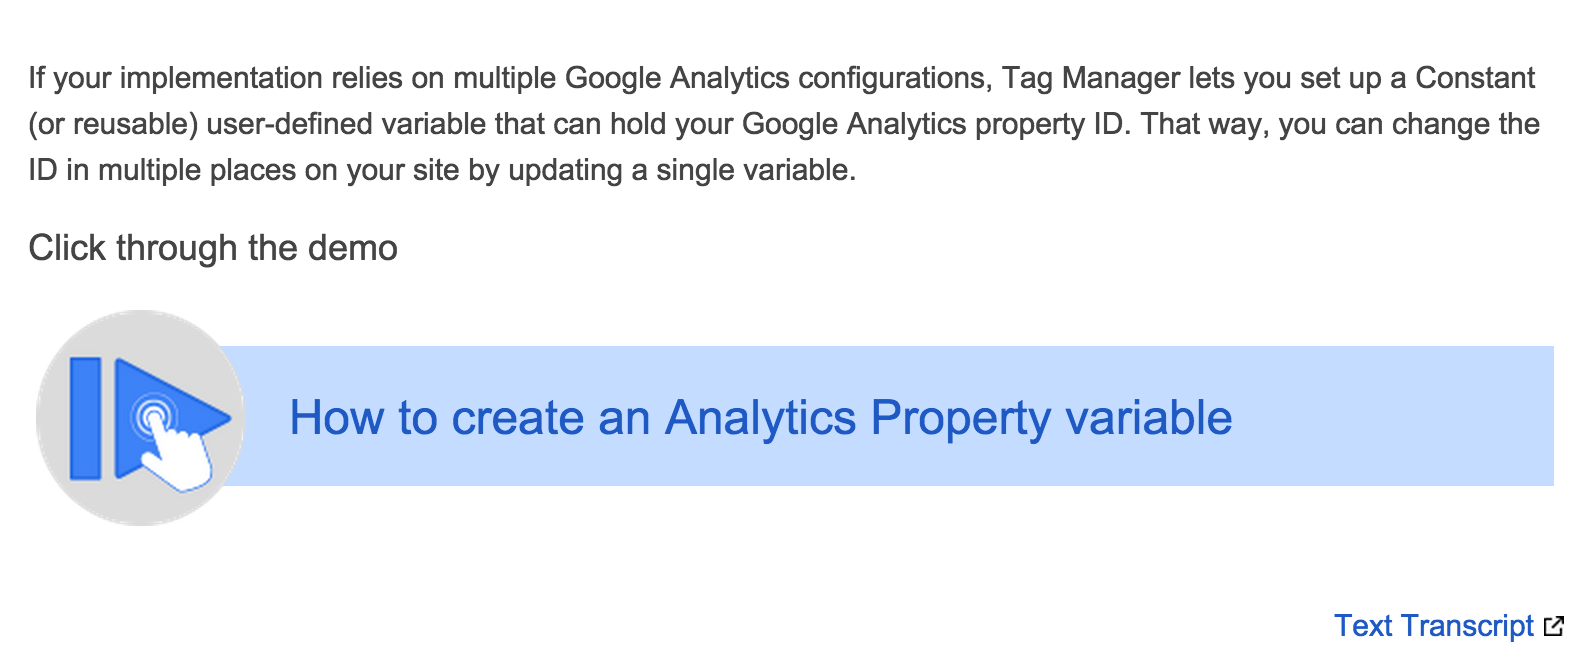 If your implementation relies on multiple Google Analytics configurations, Tag Manager lets you set up a Constant
(or reusable) user-defined variable that can hold your Google Analytics property ID. That way, you can change the
ID in multiple places on your site by updating a single variable.
Click through the demo
How to create an Analytics Property variable
Text Transcript